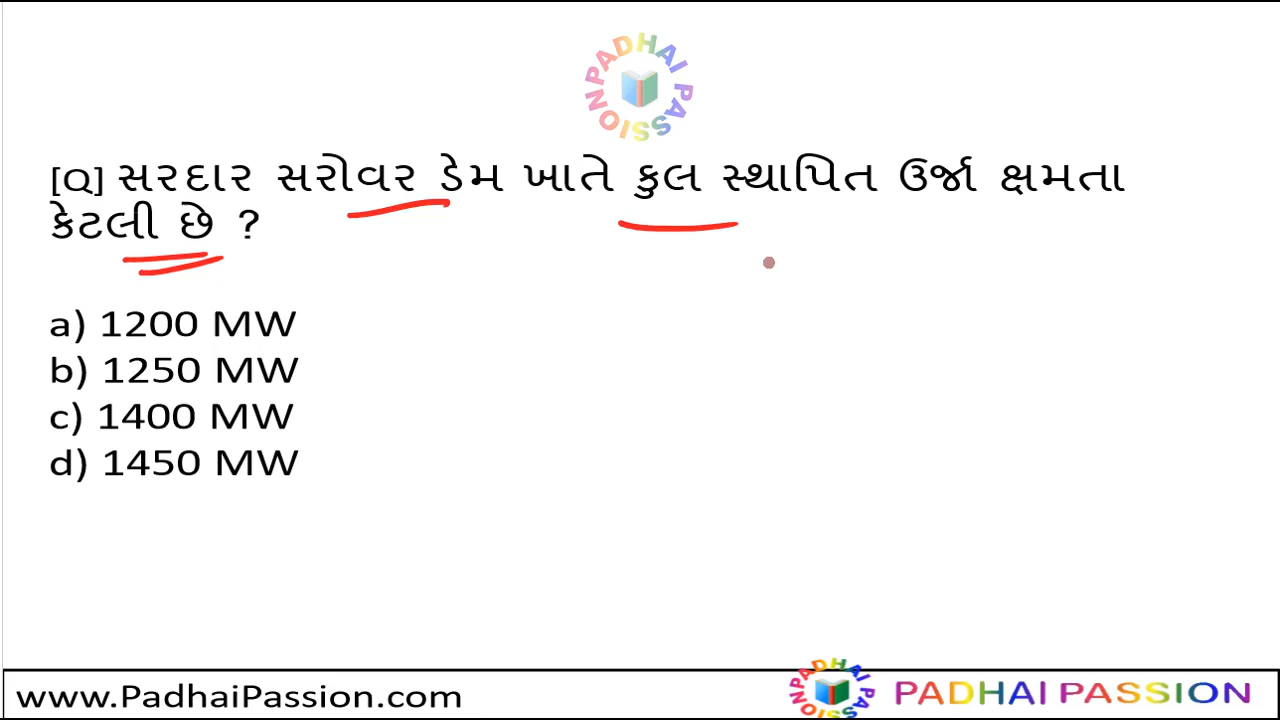 PADHAI PASSION
[Q] સરદાર સરોવર ડેમ ખાતે કુલ સ્થાપિત ઉર્જા ક્ષમતા
કેટલી છે ?
a) 1200 MW
b) 1250 MW
c) 1400 MW
d) 1450 MW
www.PadhaiPassion.com
PADHAI PASSION
PADHAI PASSION